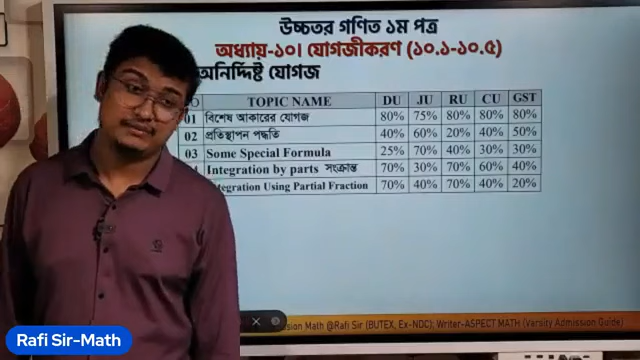 উচ্চতর গণিত ১ম পত্র
অধ্যায়-১০। যোগজীকরণ (১০.১-১০.৫)
অনির্দ্দিষ্ট যোগজ
O TOPIC NAME DU JU RU CU GST
01 বিশেষ আকারের যোগজ 80% 75% 80% 80% 80%
02 প্রতিস্থাপন পদ্ধতি 40% 60% 20% 40% 50%
03 Some Special Formula 25% 70% 40% 30% 30%
Integration by parts সংক্রান্ত 70% 30% 70% 60% 40%
tegration Using Partial Fraction 70% 40% 70% 40% 20%
ssion Math @Rafi Sir (BUTEX, Ex-NDC); Writer-ASPECT MATH (Varsity Admission Guide)
Rafi Sir-Math